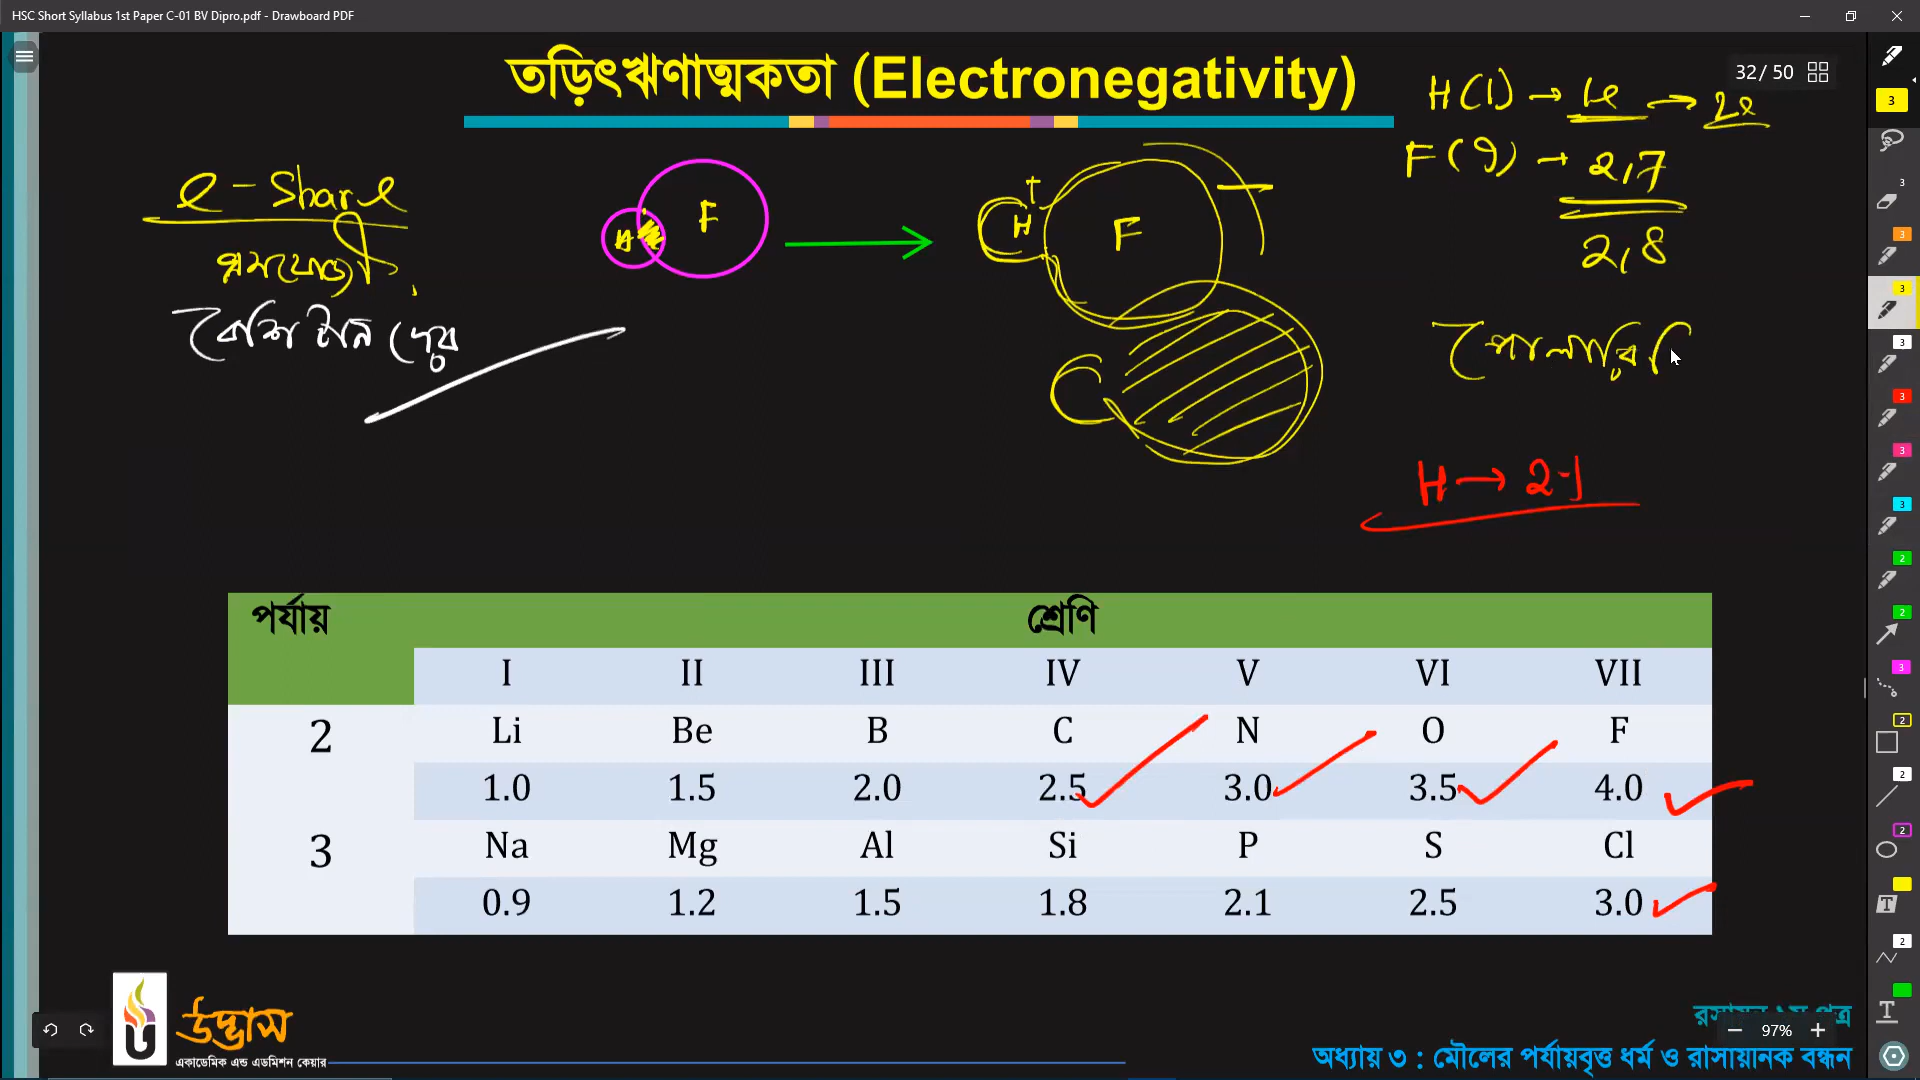 HSC Short Syllabus 1st Paper C-01 BV Dipro.pdf - Drawboard PDF
তড়িৎঋণাত্মকতা (Electronegativity)
32 / 50
H(1) → 1e → 2e
F(9) → 2,7
2,8
e - Share
সমযোজী
বেশি টান দেয়
H F
H + F −
H → 2.1
পর্যায় শ্রেণি
I II III IV V VI VII
2 Li Be B C N O F
1.0 1.5 2.0 2.5 3.0 3.5 4.0
3 Na Mg Al Si P S Cl
0.9 1.2 1.5 1.8 2.1 2.5 3.0
উদ্ভাস
একাডেমিক এন্ড এডমিশন কেয়ার
রসায়ন ১ম পত্র
97%
অধ্যায় ৩ : মৌলের পর্যায়বৃত্ত ধর্ম ও রাসায়নিক বন্ধন